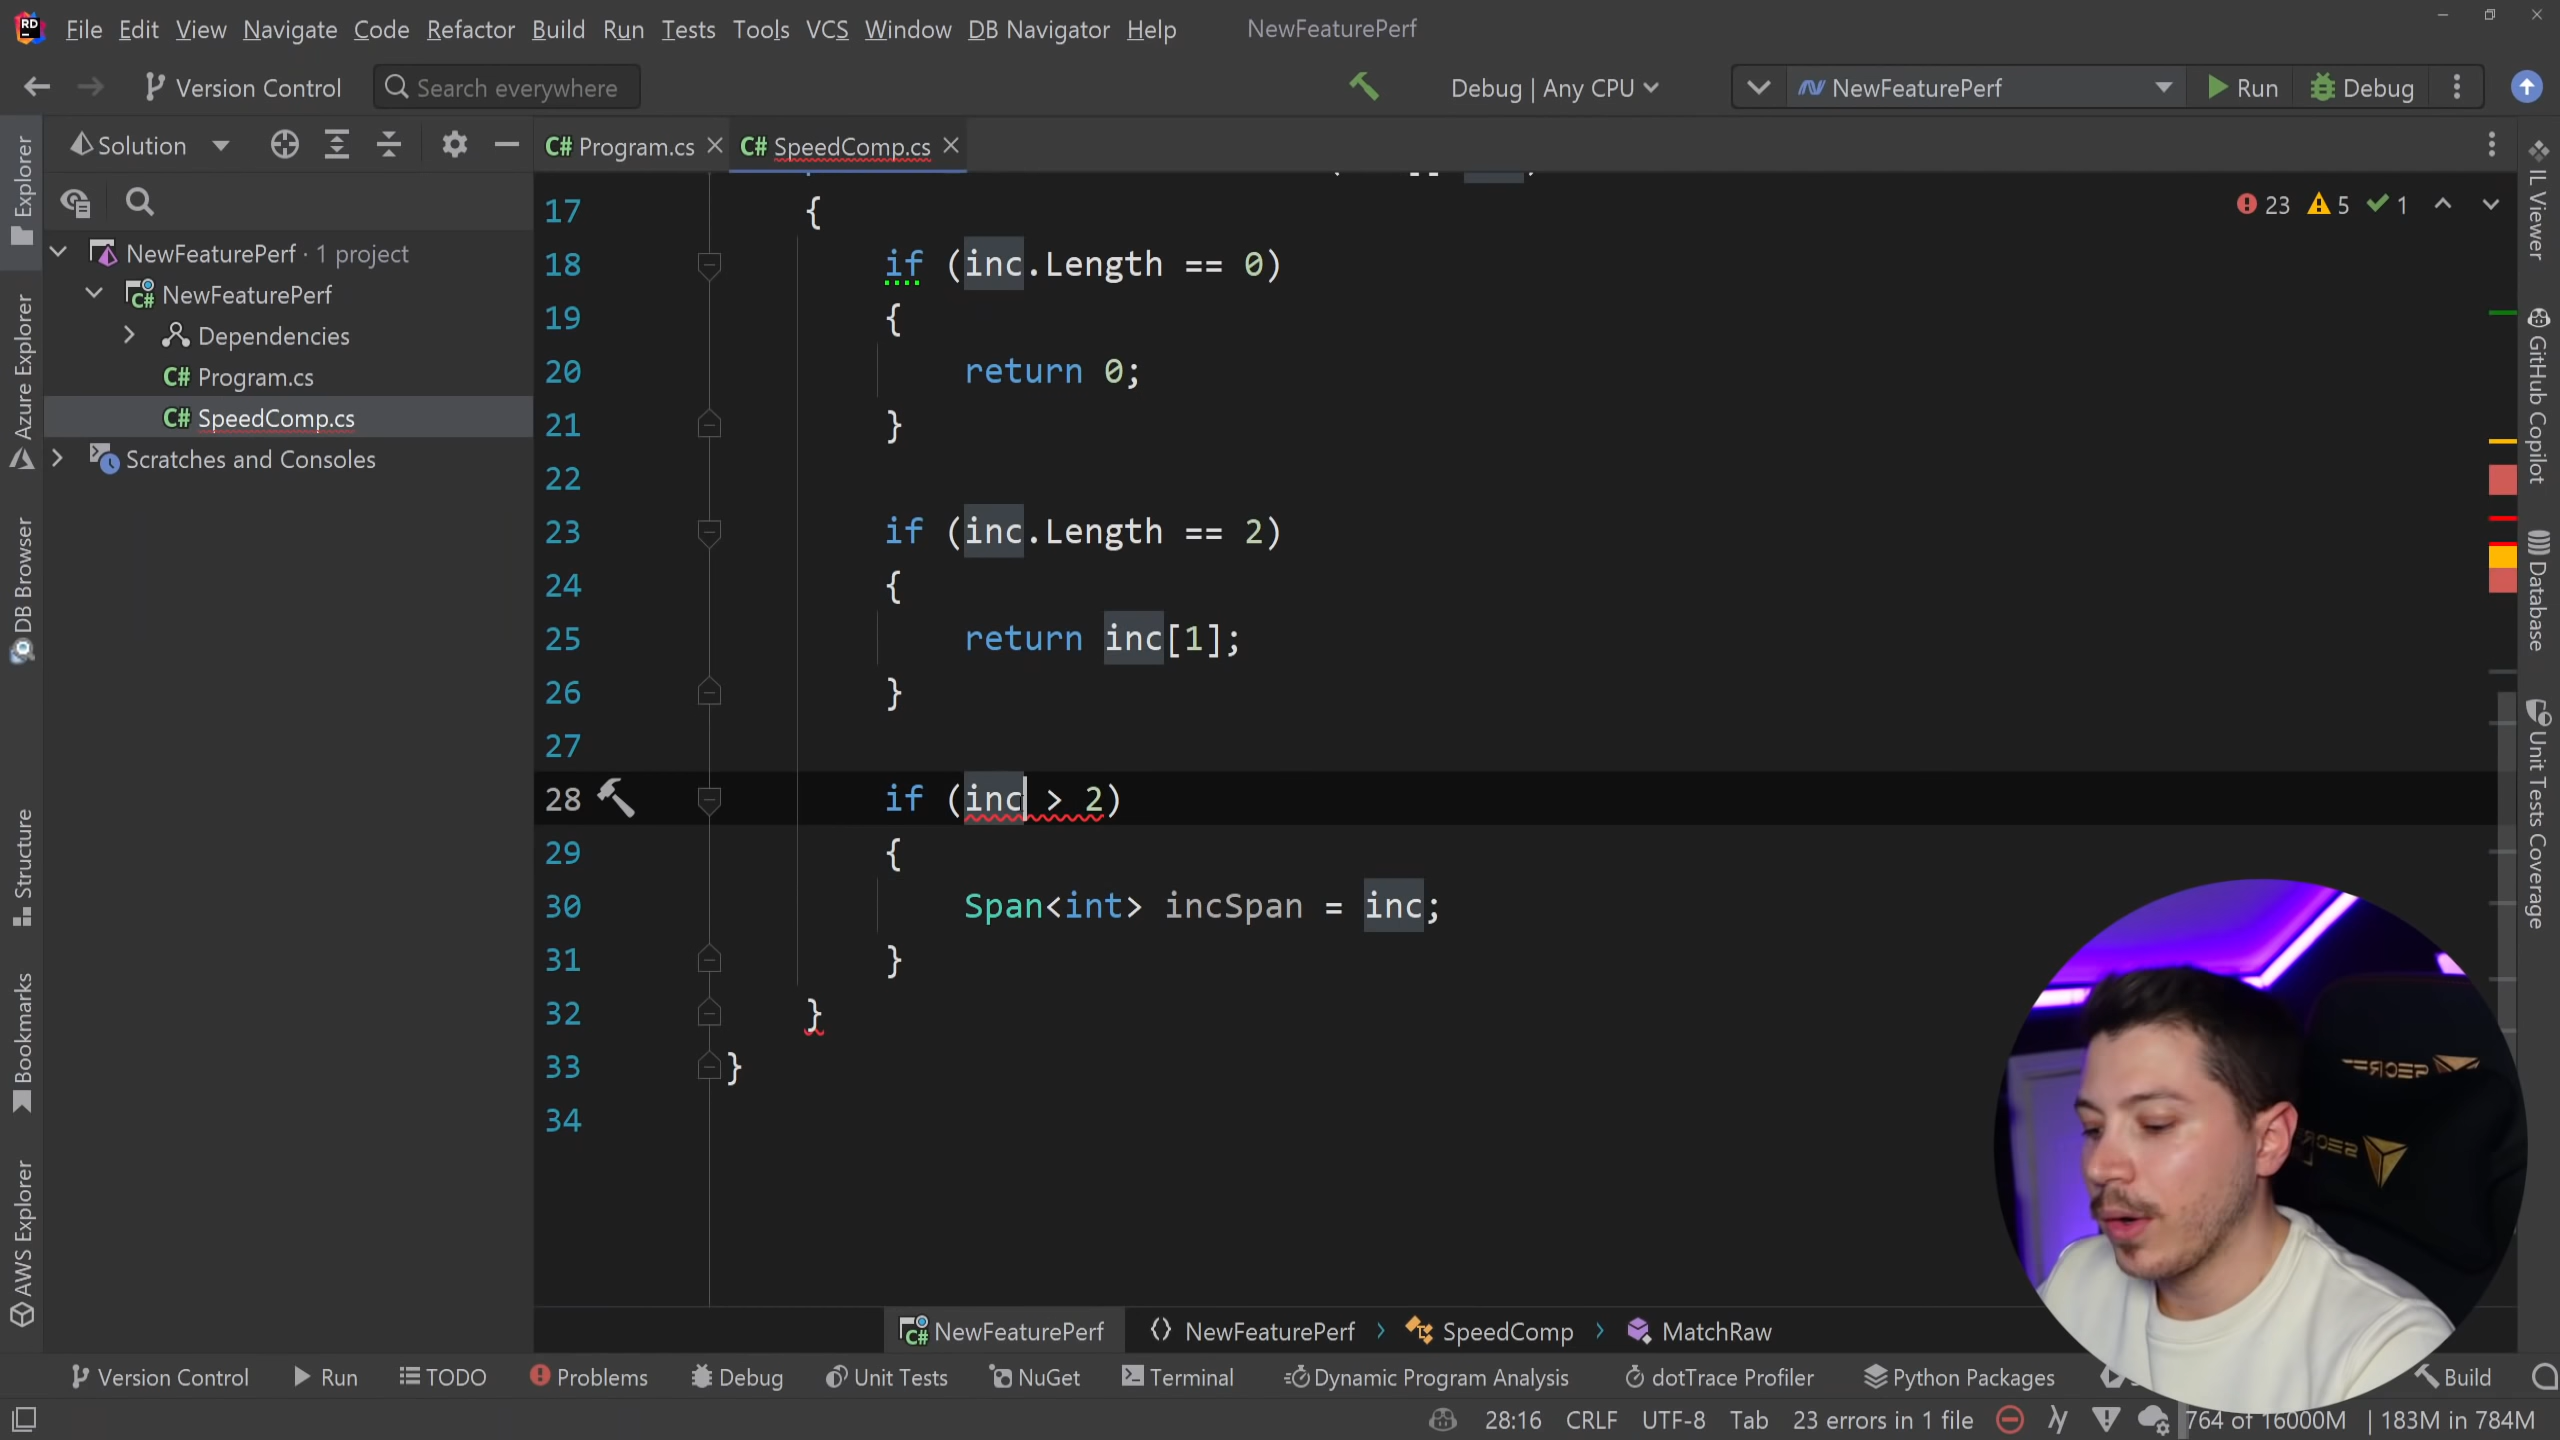 File Edit View Navigate Code Refactor Build Run Tests Tools VCS Window DB Navigator Help NewFeaturePerf
Version Control Search everywhere Debug | Any CPU NewFeaturePerf Run Debug
Solution C# Program.cs C# SpeedComp.cs
23 5 1
NewFeaturePerf · 1 project
NewFeaturePerf
Dependencies
C# Program.cs
C# SpeedComp.cs
Scratches and Consoles
17 {
18 if (inc.Length == 0)
19 {
20 return 0;
21 }
22
23 if (inc.Length == 2)
24 {
25 return inc[1];
26 }
27
28 if (inc > 2)
29 {
30 Span<int> incSpan = inc;
31 }
32 }
33 }
34
Explorer
Azure Explorer
DB Browser
Structure
Bookmarks
AWS Explorer
IL Viewer
GitHub Copilot
Database
Unit Tests Coverage
NewFeaturePerf NewFeaturePerf SpeedComp MatchRaw
Version Control Run TODO Problems Debug Unit Tests NuGet Terminal Dynamic Program Analysis dotTrace Profiler Python Packages Build
28:16 CRLF UTF-8 Tab 23 errors in 1 file 764 of 16000M | 183M in 784M